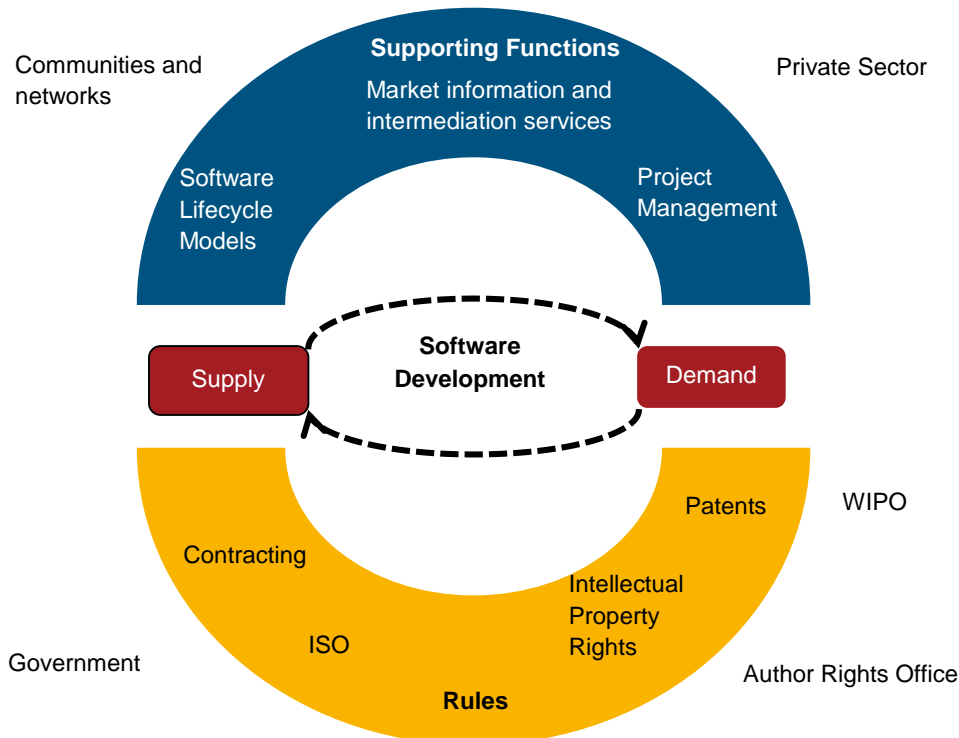 Supporting Functions
Communities and
networks
Private Sector
Market information and
intermediation services
Software
Lifecycle
Models
Project
Management
Software
Development
Supply
Demand
Patents
WIPO
Contracting
Intellectual
Property
Rights
ISO
Government
Author Rights Office
Rules